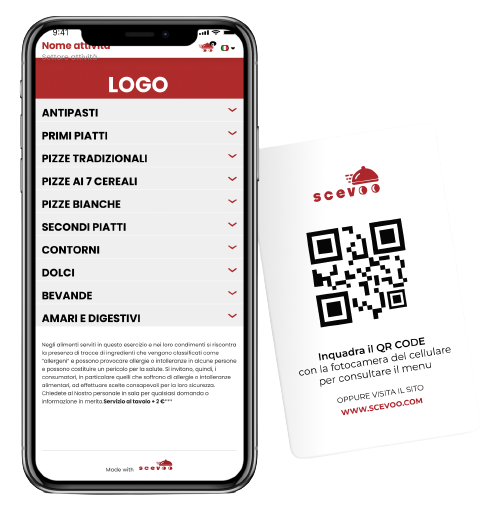 9:41
Nome attività
Settore attività
LOGO
ANTIPASTI
PRIMI PIATTI
PIZZE TRADIZIONALI
PIZZE AI 7 CEREALI
PIZZE BIANCHE
SECONDI PIATTI
CONTORNI
DOLCI
BEVANDE
AMARI E DIGESTIVI
Negli alimenti serviti in questo esercizio e nei loro condimenti si riscontra
la presenza di tracce di ingredienti che vengono classificati come
"allergeni" e possono provocare allergie o intolleranze in alcune persone
e possono costituire un pericolo per la salute. Si invitano, quindi, i
consumatori, in particolare quelli che soffrono di allergie o intolleranze
alimentari, ad effettuare scelte consapevoli per la loro sicurezza.
Chiedete al Nostro personale in sala per qualsiasi domanda o
informazione in merito.Servizio al tavolo + 2 €***
Made with scevoo
scevoo
Inquadra il QR CODE
con la fotocamera del cellulare
per consultare il menu
OPPURE VISITA IL SITO
WWW.SCEVOO.COM